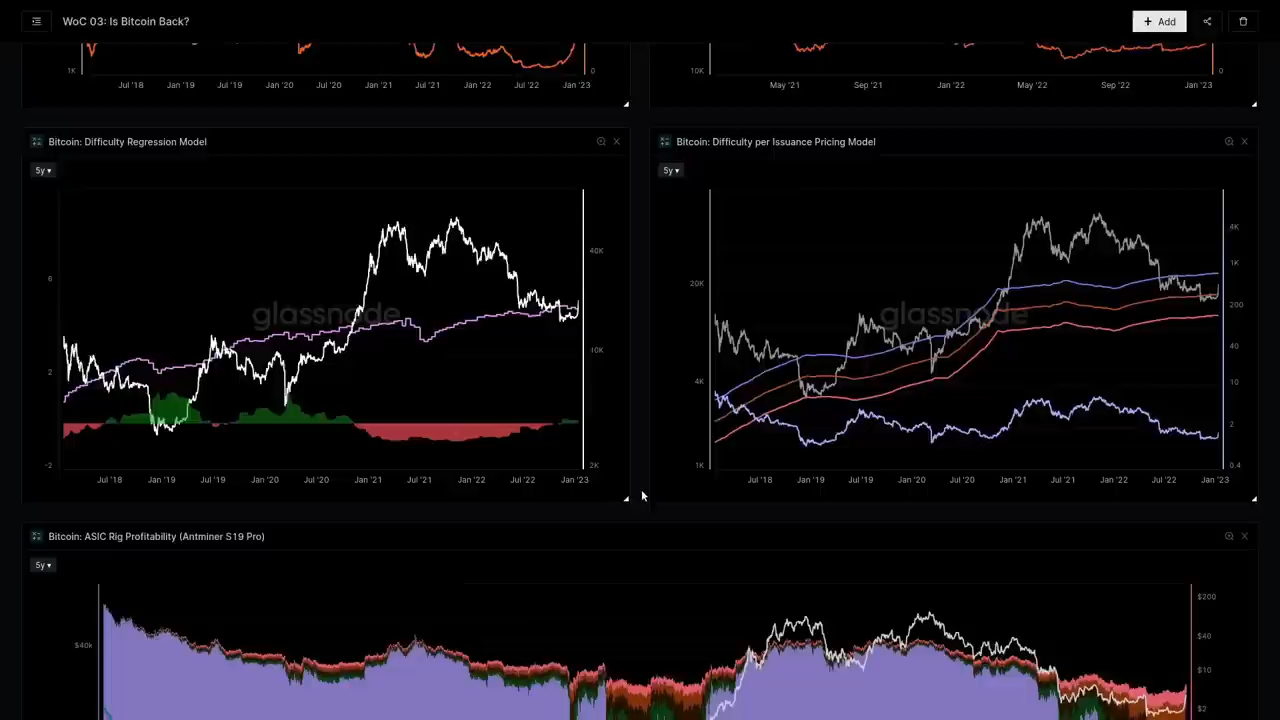 WoC 03: Is Bitcoin Back?
+ Add
1K
0
Jul '18 Jan '19 Jul '19 Jan '20 Jul '20 Jan '21 Jul '21 Jan '22 Jul '22 Jan '23
10K
0
May '21 Sep '21 Jan '22 May '22 Sep '22 Jan '23
Bitcoin: Difficulty Regression Model
5y
6
2
-2
40K
10K
2K
glassnode
Jul '18 Jan '19 Jul '19 Jan '20 Jul '20 Jan '21 Jul '21 Jan '22 Jul '22 Jan '23
Bitcoin: Difficulty per Issuance Pricing Model
5y
20K
4K
1K
4K
1K
200
40
10
2
0.4
glassnode
Jul '18 Jan '19 Jul '19 Jan '20 Jul '20 Jan '21 Jul '21 Jan '22 Jul '22 Jan '23
Bitcoin: ASIC Rig Profitability (Antminer S19 Pro)
5y
$40k
$200
$40
$10
$2